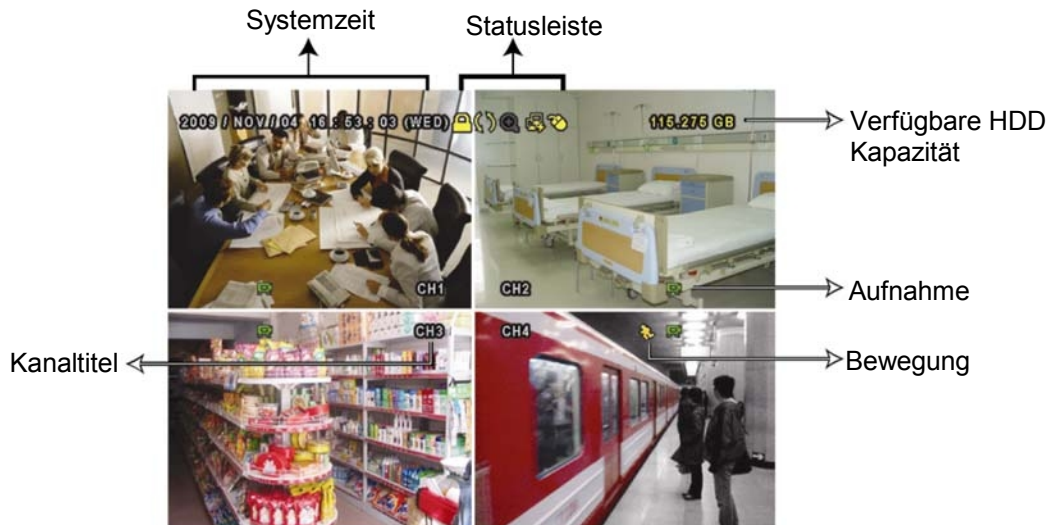 Systemzeit
Statusleiste
2009 / NOV / 04 16 : 53 : 03 (WED)
115.275 GB
Verfügbare HDD
Kapazität
CH1
CH2
Aufnahme
CH3
CH4
Kanaltitel
Bewegung